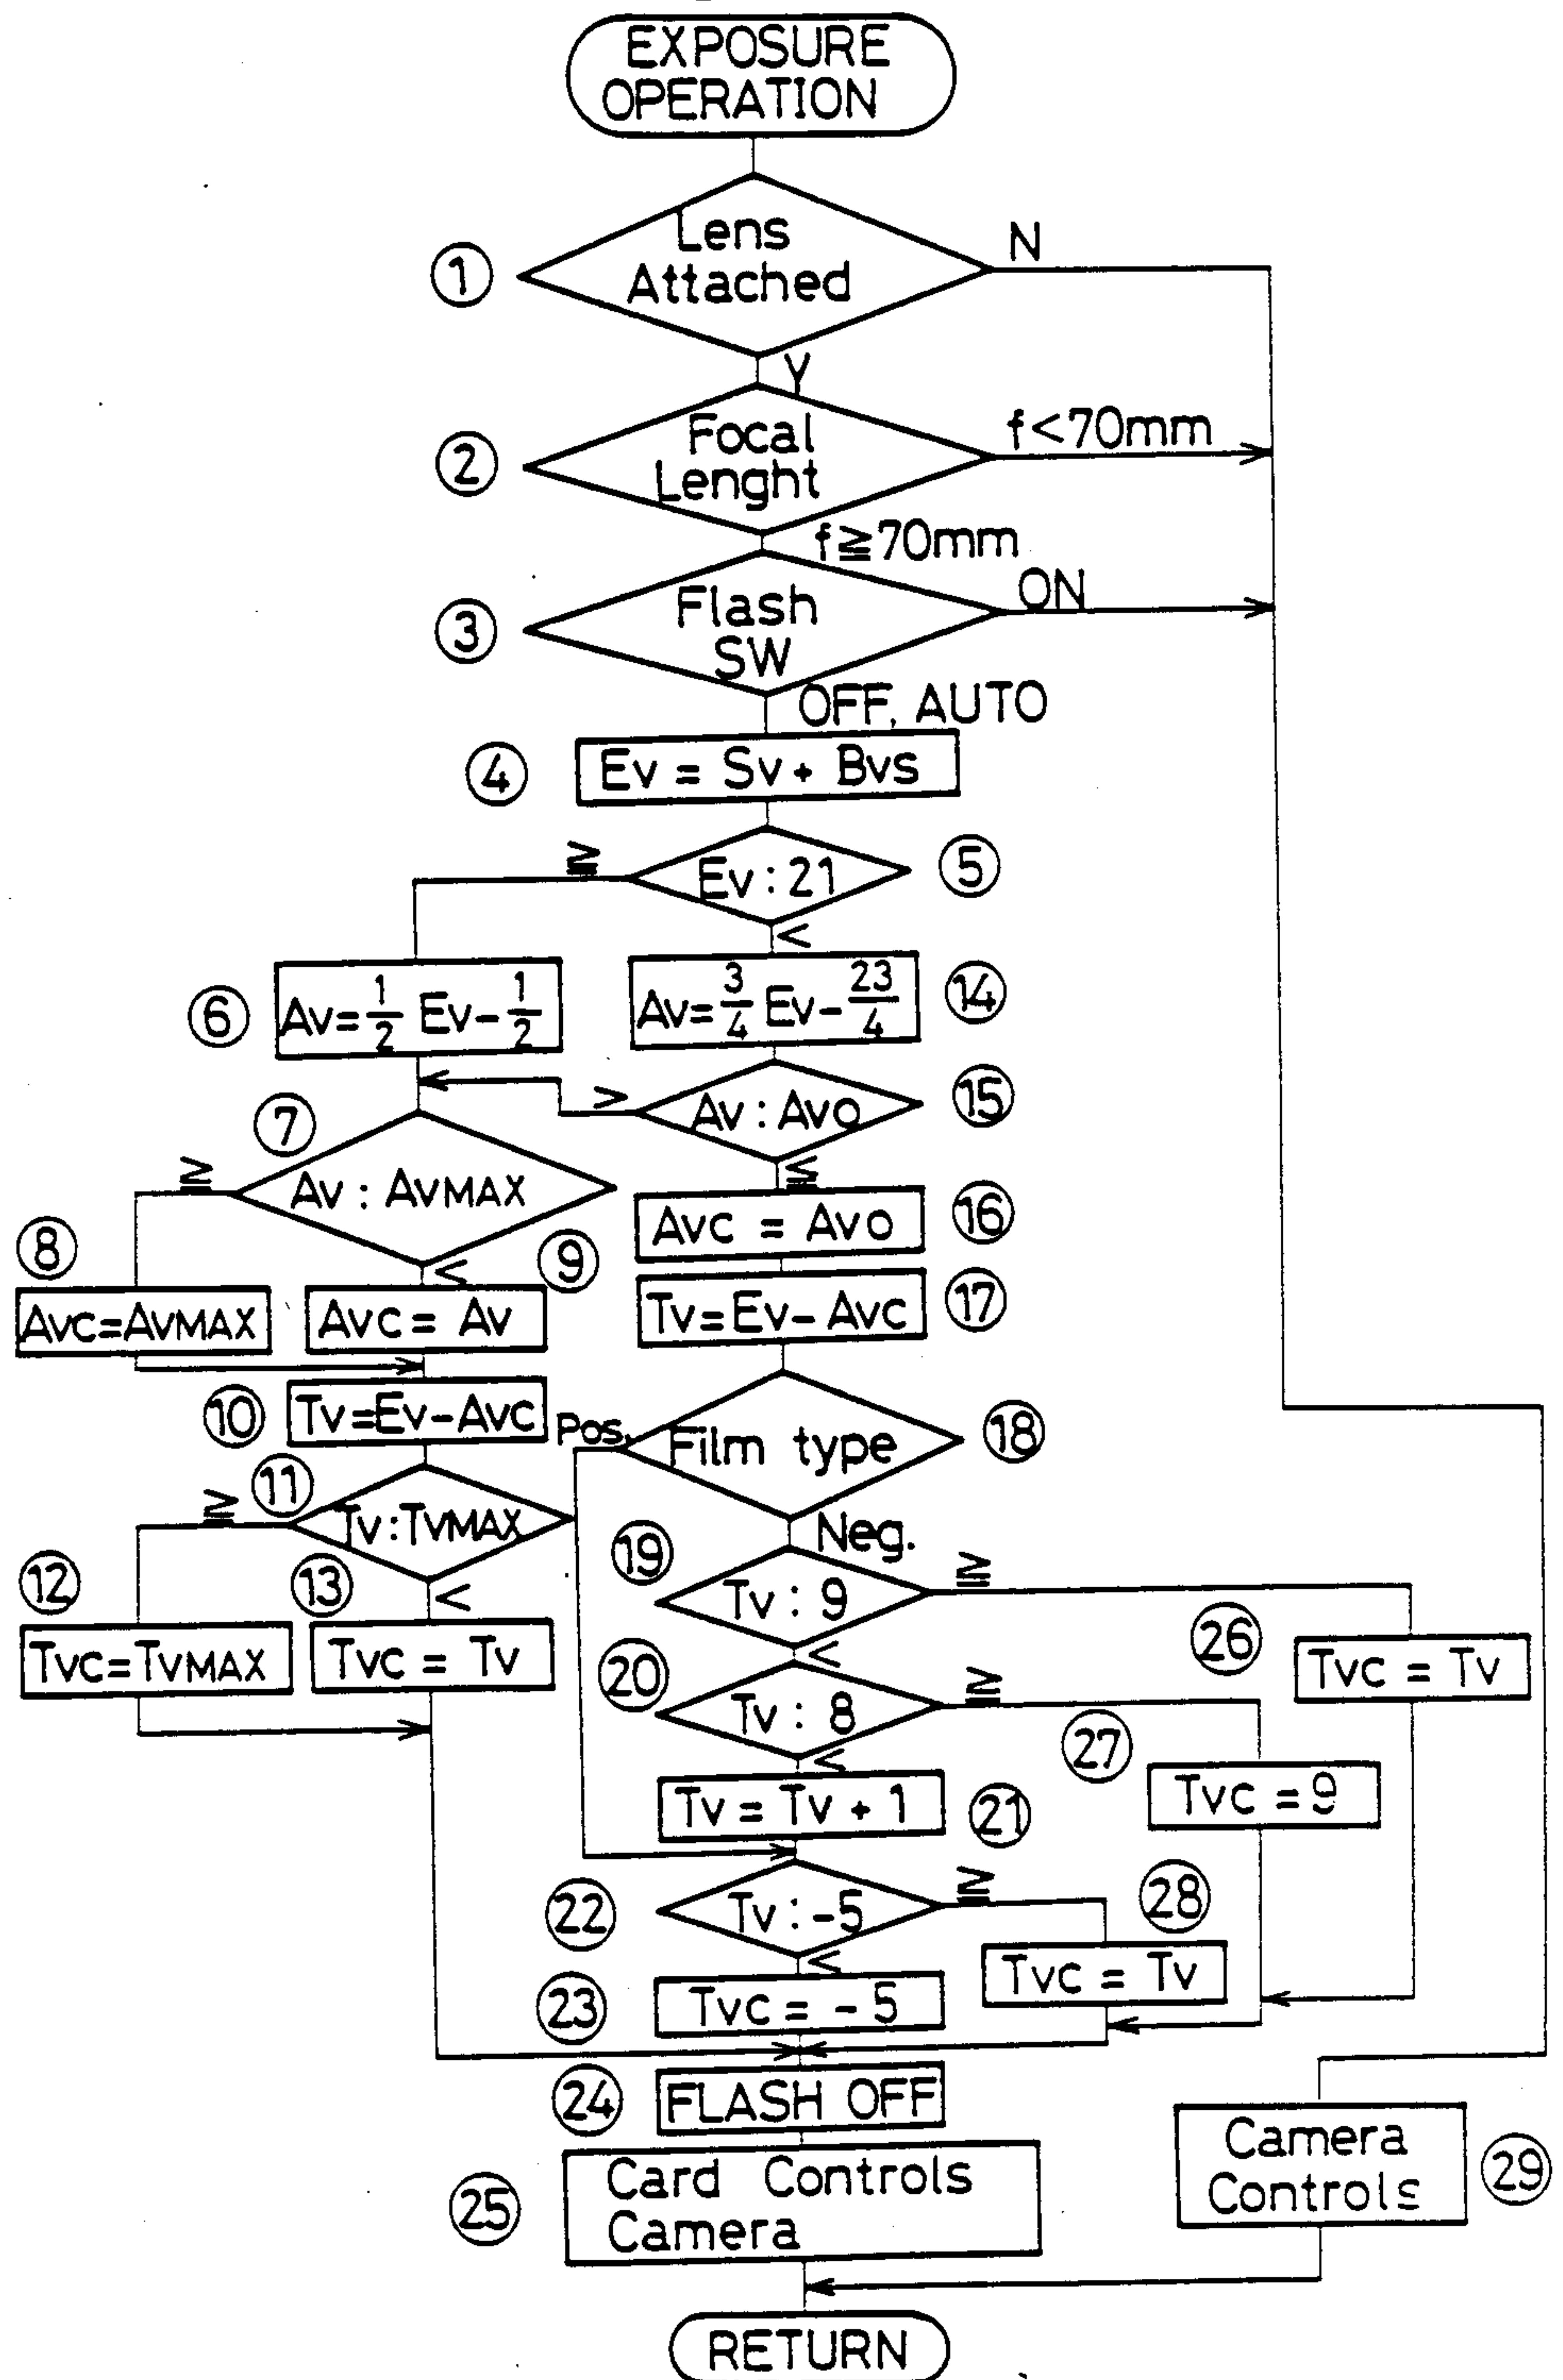 EXPOSURE
OPERATION
① Lens
Attached
N
Y
② Focal
Lenght
f<70mm
f≧70mm
③ Flash
SW
ON
OFF, AUTO
④ Ev = Sv + Bvs
⑤ Ev : 21
≧
<
⑥ Av=1/2 Ev-1/2
⑭ Av=3/4 Ev-23/4
⑮ Av : Avo
>
≦
⑦ Av : AvMAX
≧
<
⑧ Avc=AvMAX
⑨ Avc = Av
⑯ Avc = Avo
⑰ Tv=Ev-Avc
⑩ Tv=Ev-Avc
⑱ Film type
Pos.
Neg.
⑪ Tv:TvMAX
≧
<
⑫ Tvc=TvMAX
⑬ Tvc = Tv
⑲ Tv : 9
≧
<
⑳ Tv : 8
≧
<
㉖ Tvc = Tv
㉗ Tvc = 9
㉑ Tv = Tv + 1
㉒ Tv : -5
≧
<
㉘ Tvc = Tv
㉓ Tvc = - 5
㉔ FLASH OFF
㉕ Card Controls
Camera
Camera
Controls ㉙
RETURN